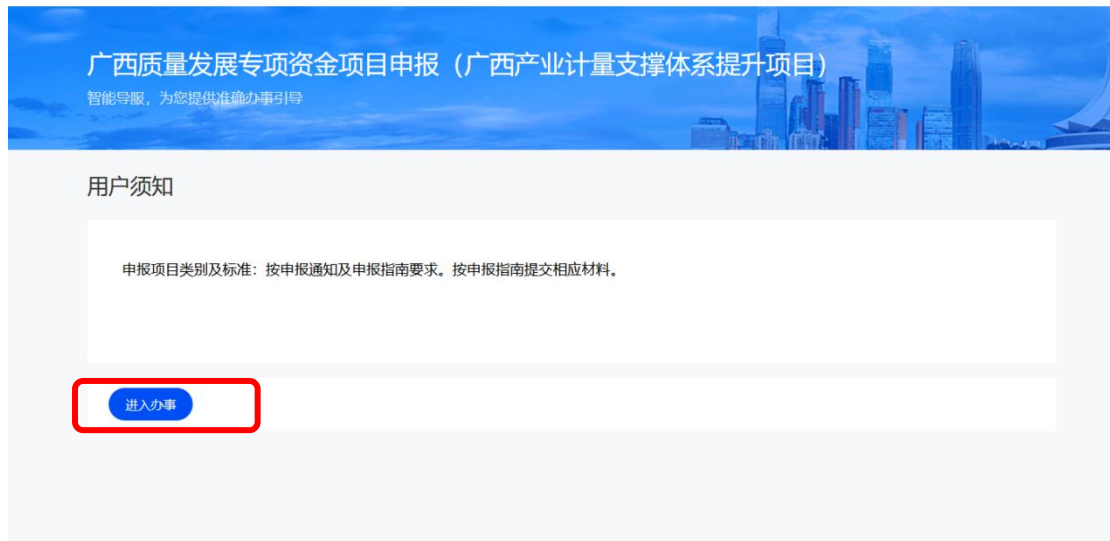 广西质量发展专项资金项目申报（广西产业计量支撑体系提升项目）
智能导服，为您提供准确办事引导
用户须知
申报项目类别及标准：按申报通知及申报指南要求。按申报指南提交相应材料。
进入办事